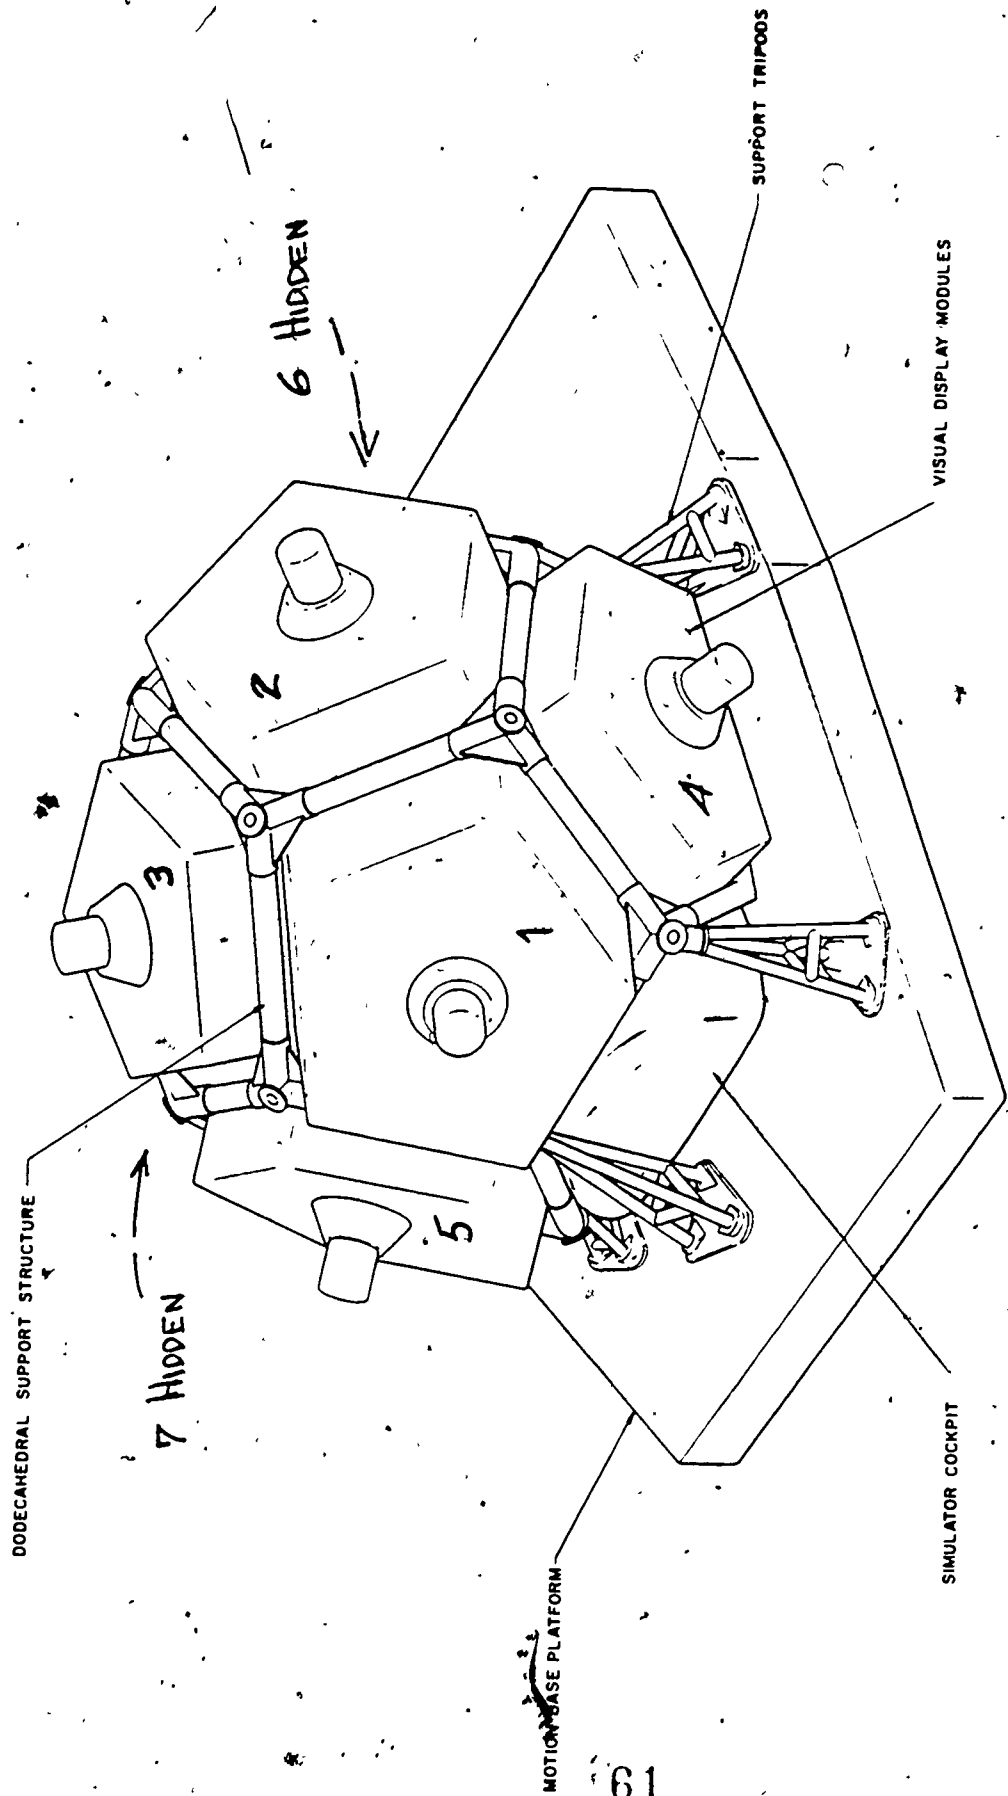 DODECAHEDRAL SUPPORT STRUCTURE
7 HIDDEN
6 HIDDEN
3
2
5
1
4
SUPPORT TRIPODS
VISUAL DISPLAY MODULES
SIMULATOR COCKPIT
MOTION BASE PLATFORM
61